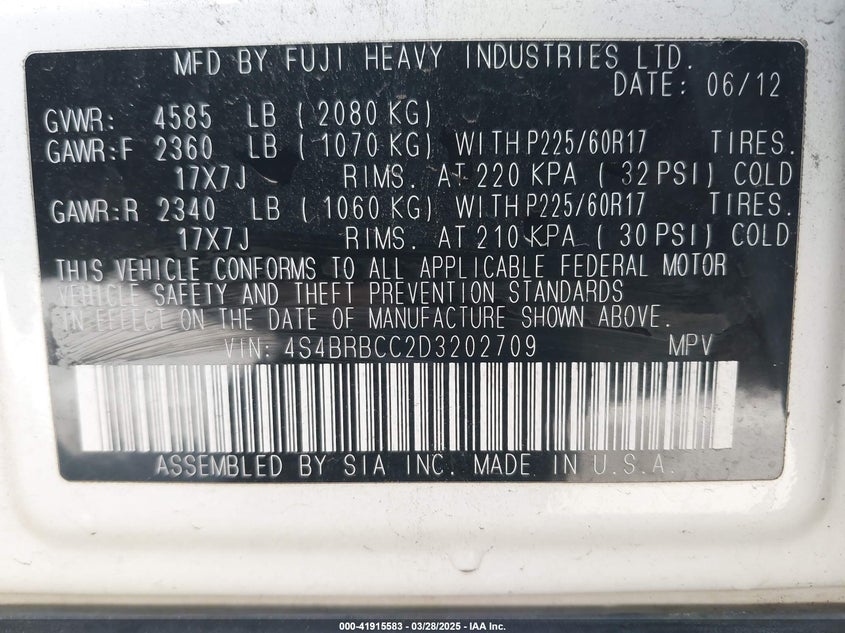 MFD BY FUJI HEAVY INDUSTRIES LTD.
DATE: 06/12
GVWR: 4585 LB ( 2080 KG)
GAWR:F 2360 LB ( 1070 KG) WITH P225/60R17 TIRES.
17X7J RIMS. AT 220 KPA ( 32 PSI) COLD
GAWR:R 2340 LB ( 1060 KG) WITH P225/60R17 TIRES.
17X7J RIMS. AT 210 KPA ( 30 PSI) COLD
THIS VEHICLE CONFORMS TO ALL APPLICABLE FEDERAL MOTOR
VEHICLE SAFETY AND THEFT PREVENTION STANDARDS
IN EFFECT ON THE DATE OF MANUFACTURE SHOWN ABOVE.
VIN: 4S4BRBCC2D3202709 MPV
ASSEMBLED BY SIA INC. MADE IN U.S.A.
000-41915583 - 03/28/2025 - IAA Inc.